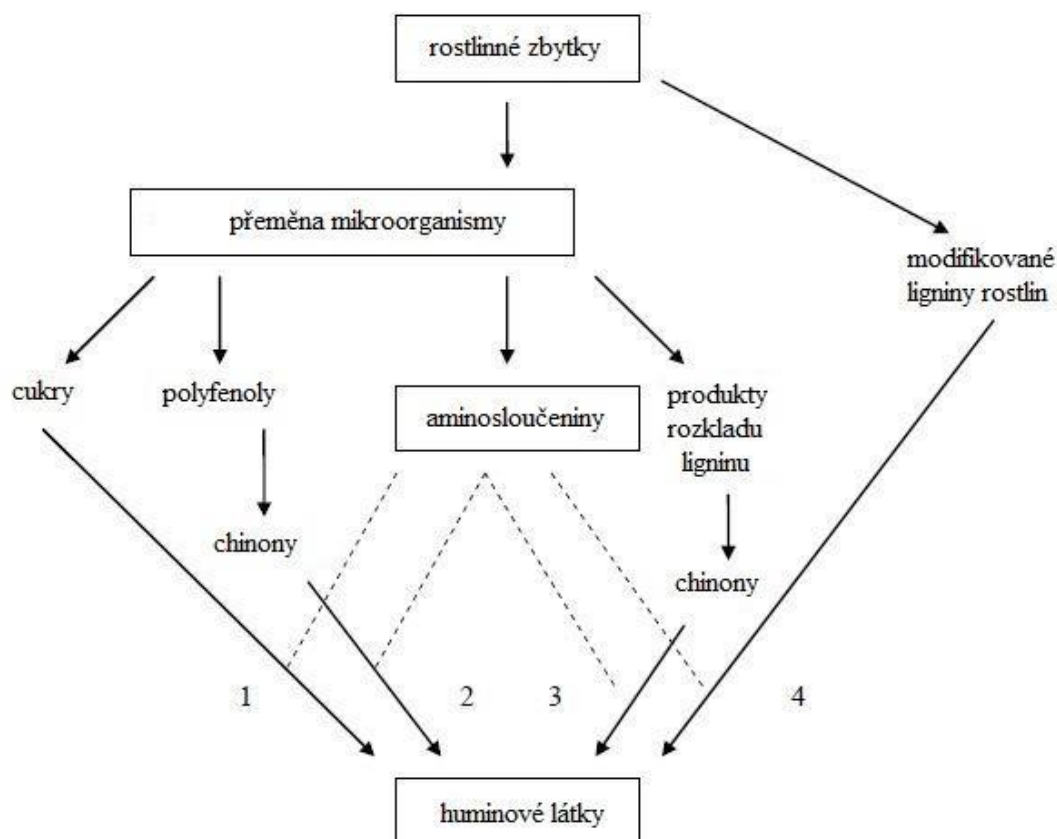 rostlinné zbytky
přeměna mikroorganismy
modifikované
ligniny rostlin
cukry
polyfenoly
aminosloučeniny
produkty
rozkladu
ligninu
chinony
chinony
1
2
3
4
huminové látky